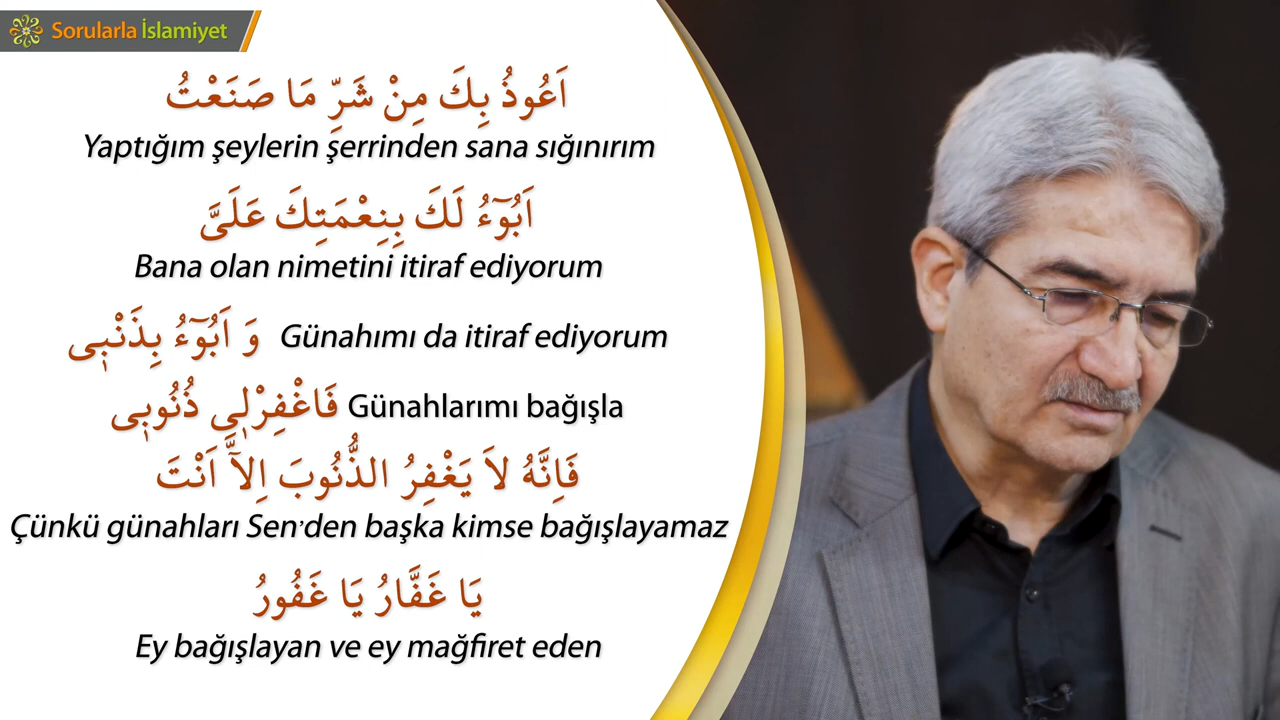 Sorularla İslamiyet
اَعُوذُ بِكَ مِنْ شَرِّ مَا صَنَعْتُ
Yaptığım şeylerin şerrinden sana sığınırım
اَبُوٓءُ لَكَ بِنِعْمَتِكَ عَلَىَّ
Bana olan nimetini itiraf ediyorum
وَ اَبُوٓءُ بِذَنْبٖى Günahımı da itiraf ediyorum
فَاغْفِرْلٖى ذُنُوبٖى Günahlarımı bağışla
فَاِنَّهُ لاَ يَغْفِرُ الذُّنُوبَ اِلآَّ اَنْتَ
Çünkü günahları Sen’den başka kimse bağışlayamaz
يَا غَفَّارُ يَا غَفُورُ
Ey bağışlayan ve ey mağfiret eden